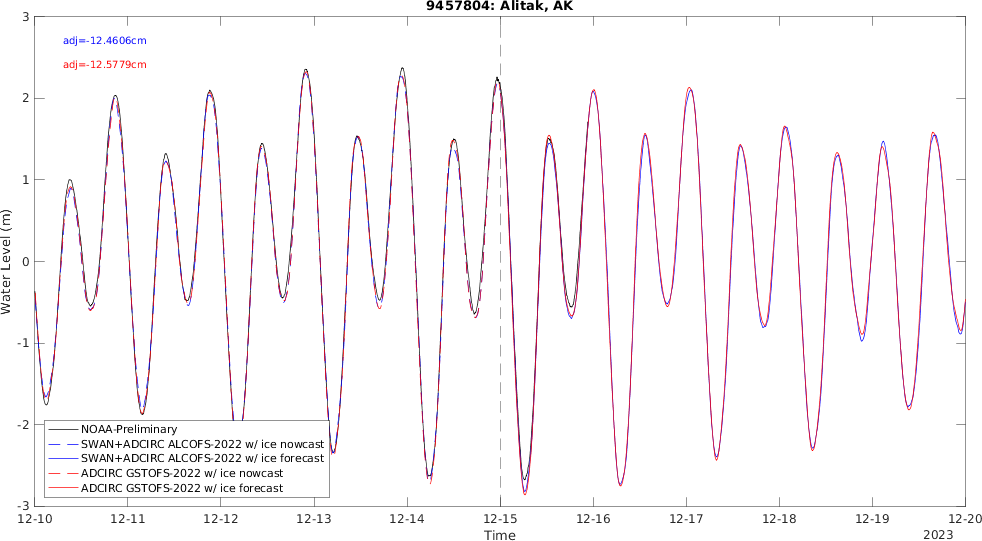 9457804: Alitak, AK
adj=-12.4606cm
adj=-12.5779cm
3
2
1
0
-1
-2
-3
Water Level (m)
NOAA-Preliminary
SWAN+ADCIRC ALCOFS-2022 w/ ice nowcast
SWAN+ADCIRC ALCOFS-2022 w/ ice forecast
ADCIRC GSTOFS-2022 w/ ice nowcast
ADCIRC GSTOFS-2022 w/ ice forecast
12-10 12-11 12-12 12-13 12-14 12-15 12-16 12-17 12-18 12-19 12-20
Time
2023